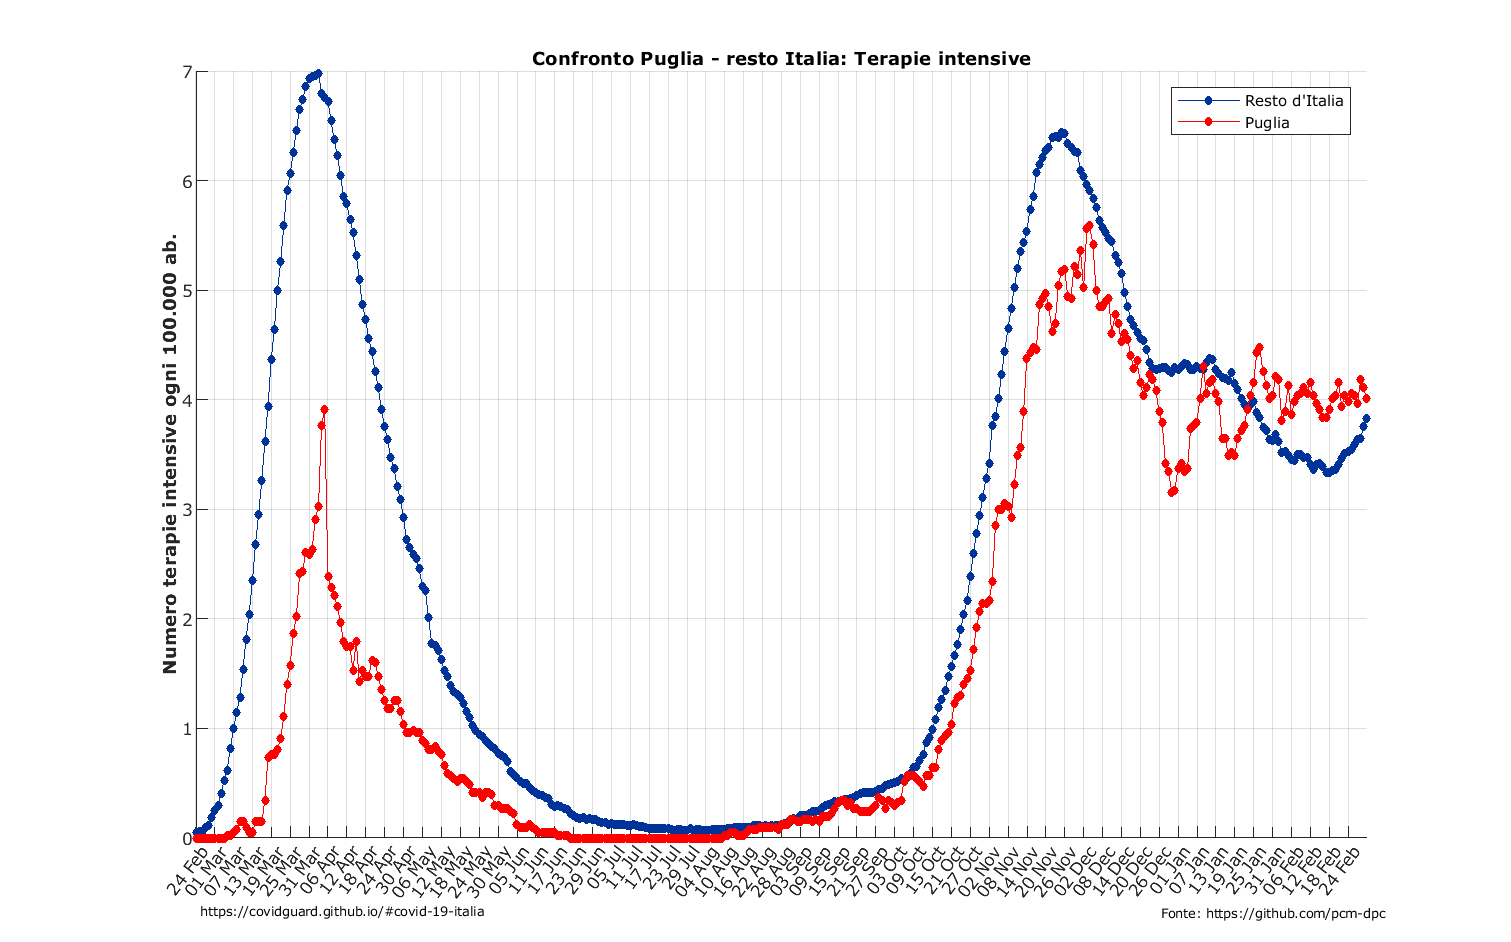 Confronto Puglia - resto Italia: Terapie intensive
Resto d'Italia
Puglia
Numero terapie intensive ogni 100.000 ab.
7
6
5
4
3
2
1
0
24 Feb
01 Mar
07 Mar
13 Mar
19 Mar
25 Mar
31 Mar
06 Apr
12 Apr
18 Apr
24 Apr
30 Apr
06 May
12 May
18 May
24 May
30 May
05 Jun
11 Jun
17 Jun
23 Jun
29 Jun
05 Jul
11 Jul
17 Jul
23 Jul
29 Jul
04 Aug
10 Aug
16 Aug
22 Aug
28 Aug
03 Sep
09 Sep
15 Sep
21 Sep
27 Sep
03 Oct
09 Oct
15 Oct
21 Oct
27 Oct
02 Nov
08 Nov
14 Nov
20 Nov
26 Nov
02 Dec
08 Dec
14 Dec
20 Dec
26 Dec
01 Jan
07 Jan
13 Jan
19 Jan
25 Jan
31 Jan
06 Feb
12 Feb
18 Feb
24 Feb
https://covidguard.github.io/#covid-19-italia
Fonte: https://github.com/pcm-dpc